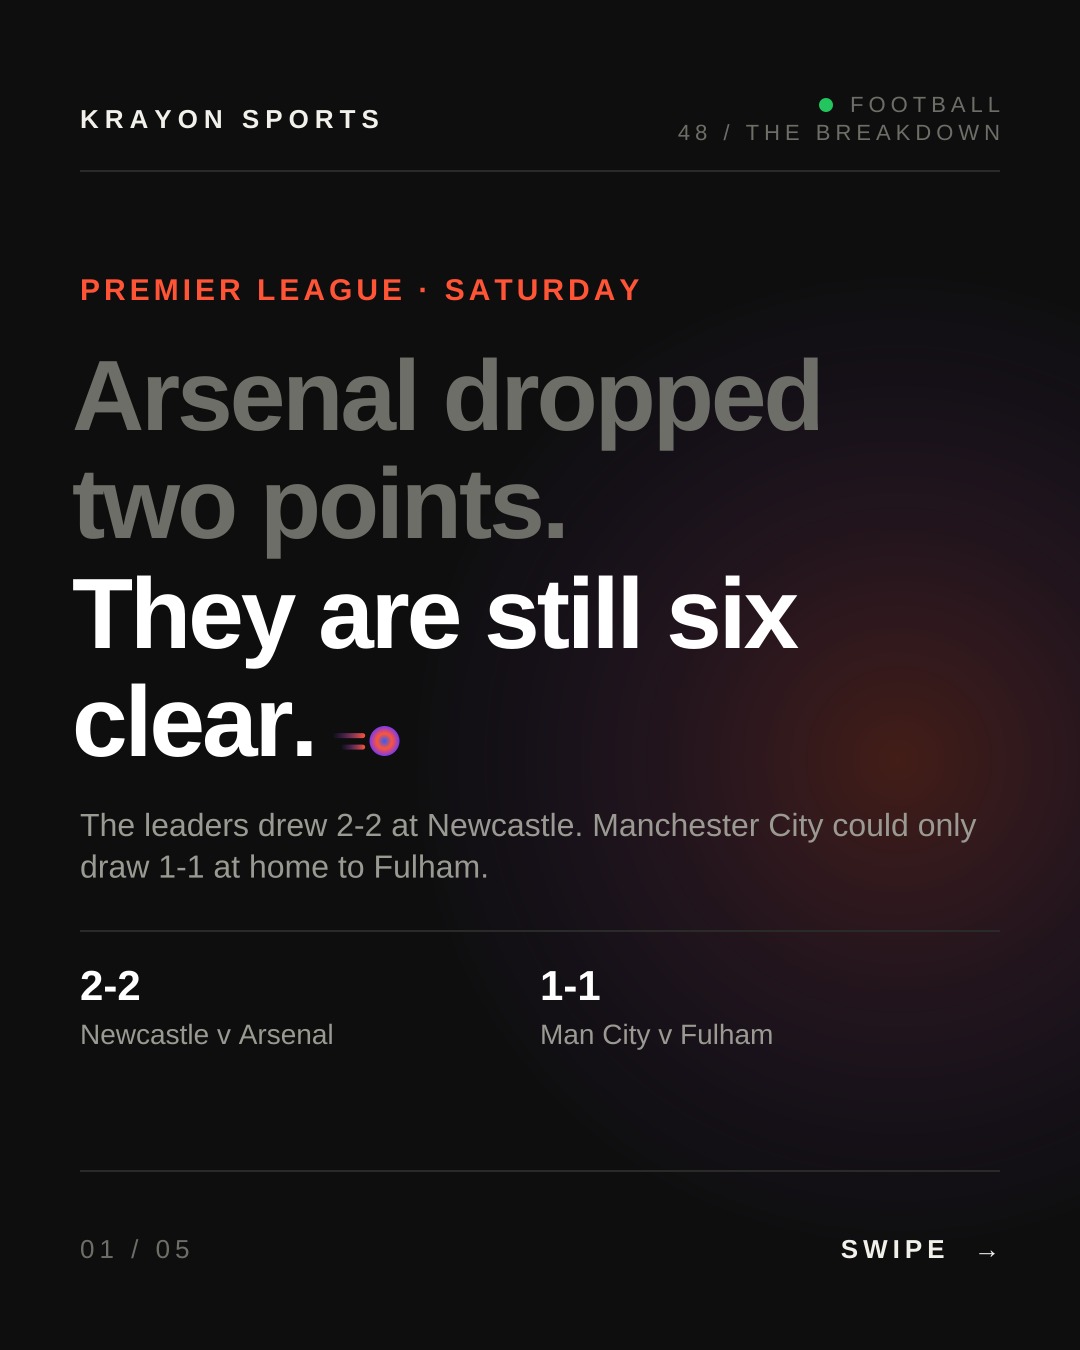 KRAYON SPORTS
FOOTBALL
48 / THE BREAKDOWN
PREMIER LEAGUE · SATURDAY
Arsenal dropped
two points.
They are still six
clear.
The leaders drew 2-2 at Newcastle. Manchester City could only
draw 1-1 at home to Fulham.
2-2
Newcastle v Arsenal
1-1
Man City v Fulham
01 / 05
SWIPE →